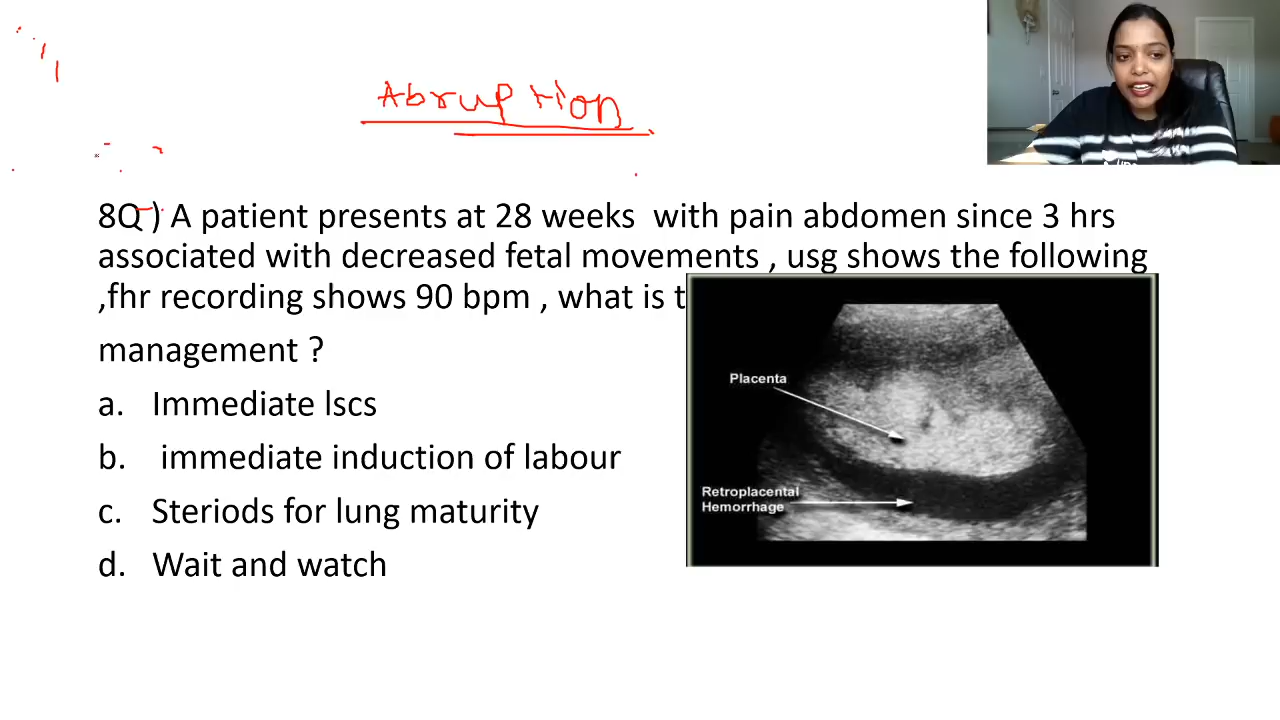 Abruption
8Q ) A patient presents at 28 weeks with pain abdomen since 3 hrs
associated with decreased fetal movements , usg shows the following
,fhr recording shows 90 bpm , what is t
management ?
a. Immediate lscs
b. immediate induction of labour
c. Steriods for lung maturity
d. Wait and watch
Placenta
Retroplacental
Hemorrhage